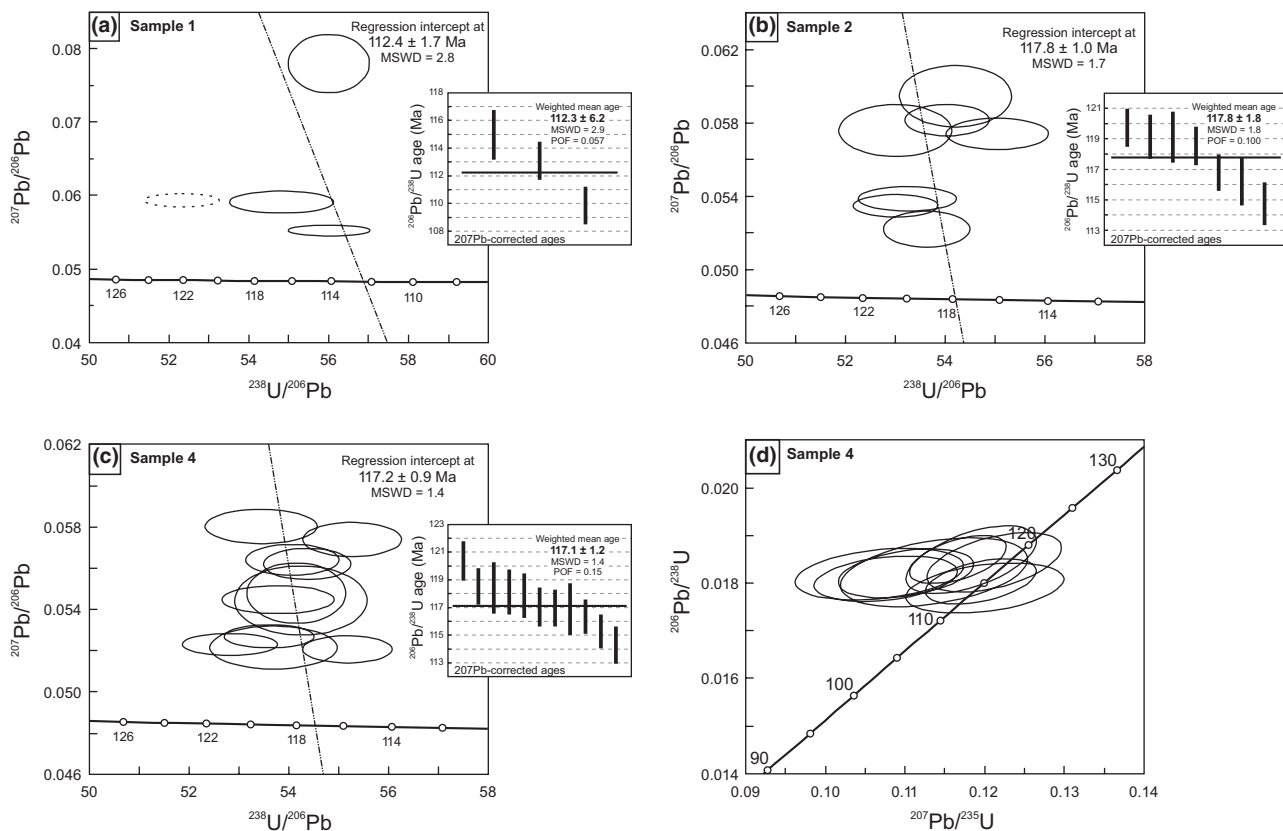 (a) Sample 1
Regression intercept at
112.4 ± 1.7 Ma
MSWD = 2.8
0.08
0.07
0.06
0.05
0.04
²⁰⁷Pb/²⁰⁶Pb
126 122 118 114 110
50 52 54 56 58 60
²³⁸U/²⁰⁶Pb
Weighted mean age
112.3 ± 6.2
MSWD = 2.9
POF = 0.057
118
116
114
112
110
108
²⁰⁶Pb/²³⁸U age (Ma)
207Pb-corrected ages
(b) Sample 2
Regression intercept at
117.8 ± 1.0 Ma
MSWD = 1.7
0.062
0.058
0.054
0.050
0.046
²⁰⁷Pb/²⁰⁶Pb
126 122 118 114
50 52 54 56 58
²³⁸U/²⁰⁶Pb
Weighted mean age
117.8 ± 1.8
MSWD = 1.8
POF = 0.100
121
119
117
115
113
²⁰⁶Pb/²³⁸U age (Ma)
207Pb-corrected ages
(c) Sample 4
Regression intercept at
117.2 ± 0.9 Ma
MSWD = 1.4
0.062
0.058
0.054
0.050
0.046
²⁰⁷Pb/²⁰⁶Pb
126 122 118 114
50 52 54 56 58
²³⁸U/²⁰⁶Pb
Weighted mean age
117.1 ± 1.2
MSWD = 1.4
POF = 0.15
123
121
119
117
115
113
²⁰⁶Pb/²³⁸U age (Ma)
207Pb-corrected ages
(d) Sample 4
0.020
0.018
0.016
0.014
²⁰⁶Pb/²³⁸U
130
120
110
100
90
0.09 0.10 0.11 0.12 0.13 0.14
²⁰⁷Pb/²³⁵U